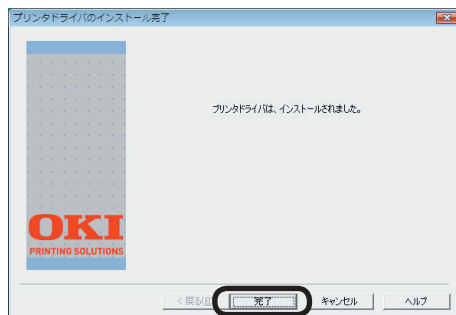 プリンタドライバのインストール完了
プリンタドライバは、インストールされました。
OKI
PRINTING SOLUTIONS
< 戻る(B) 完了 キャンセル ヘルプ